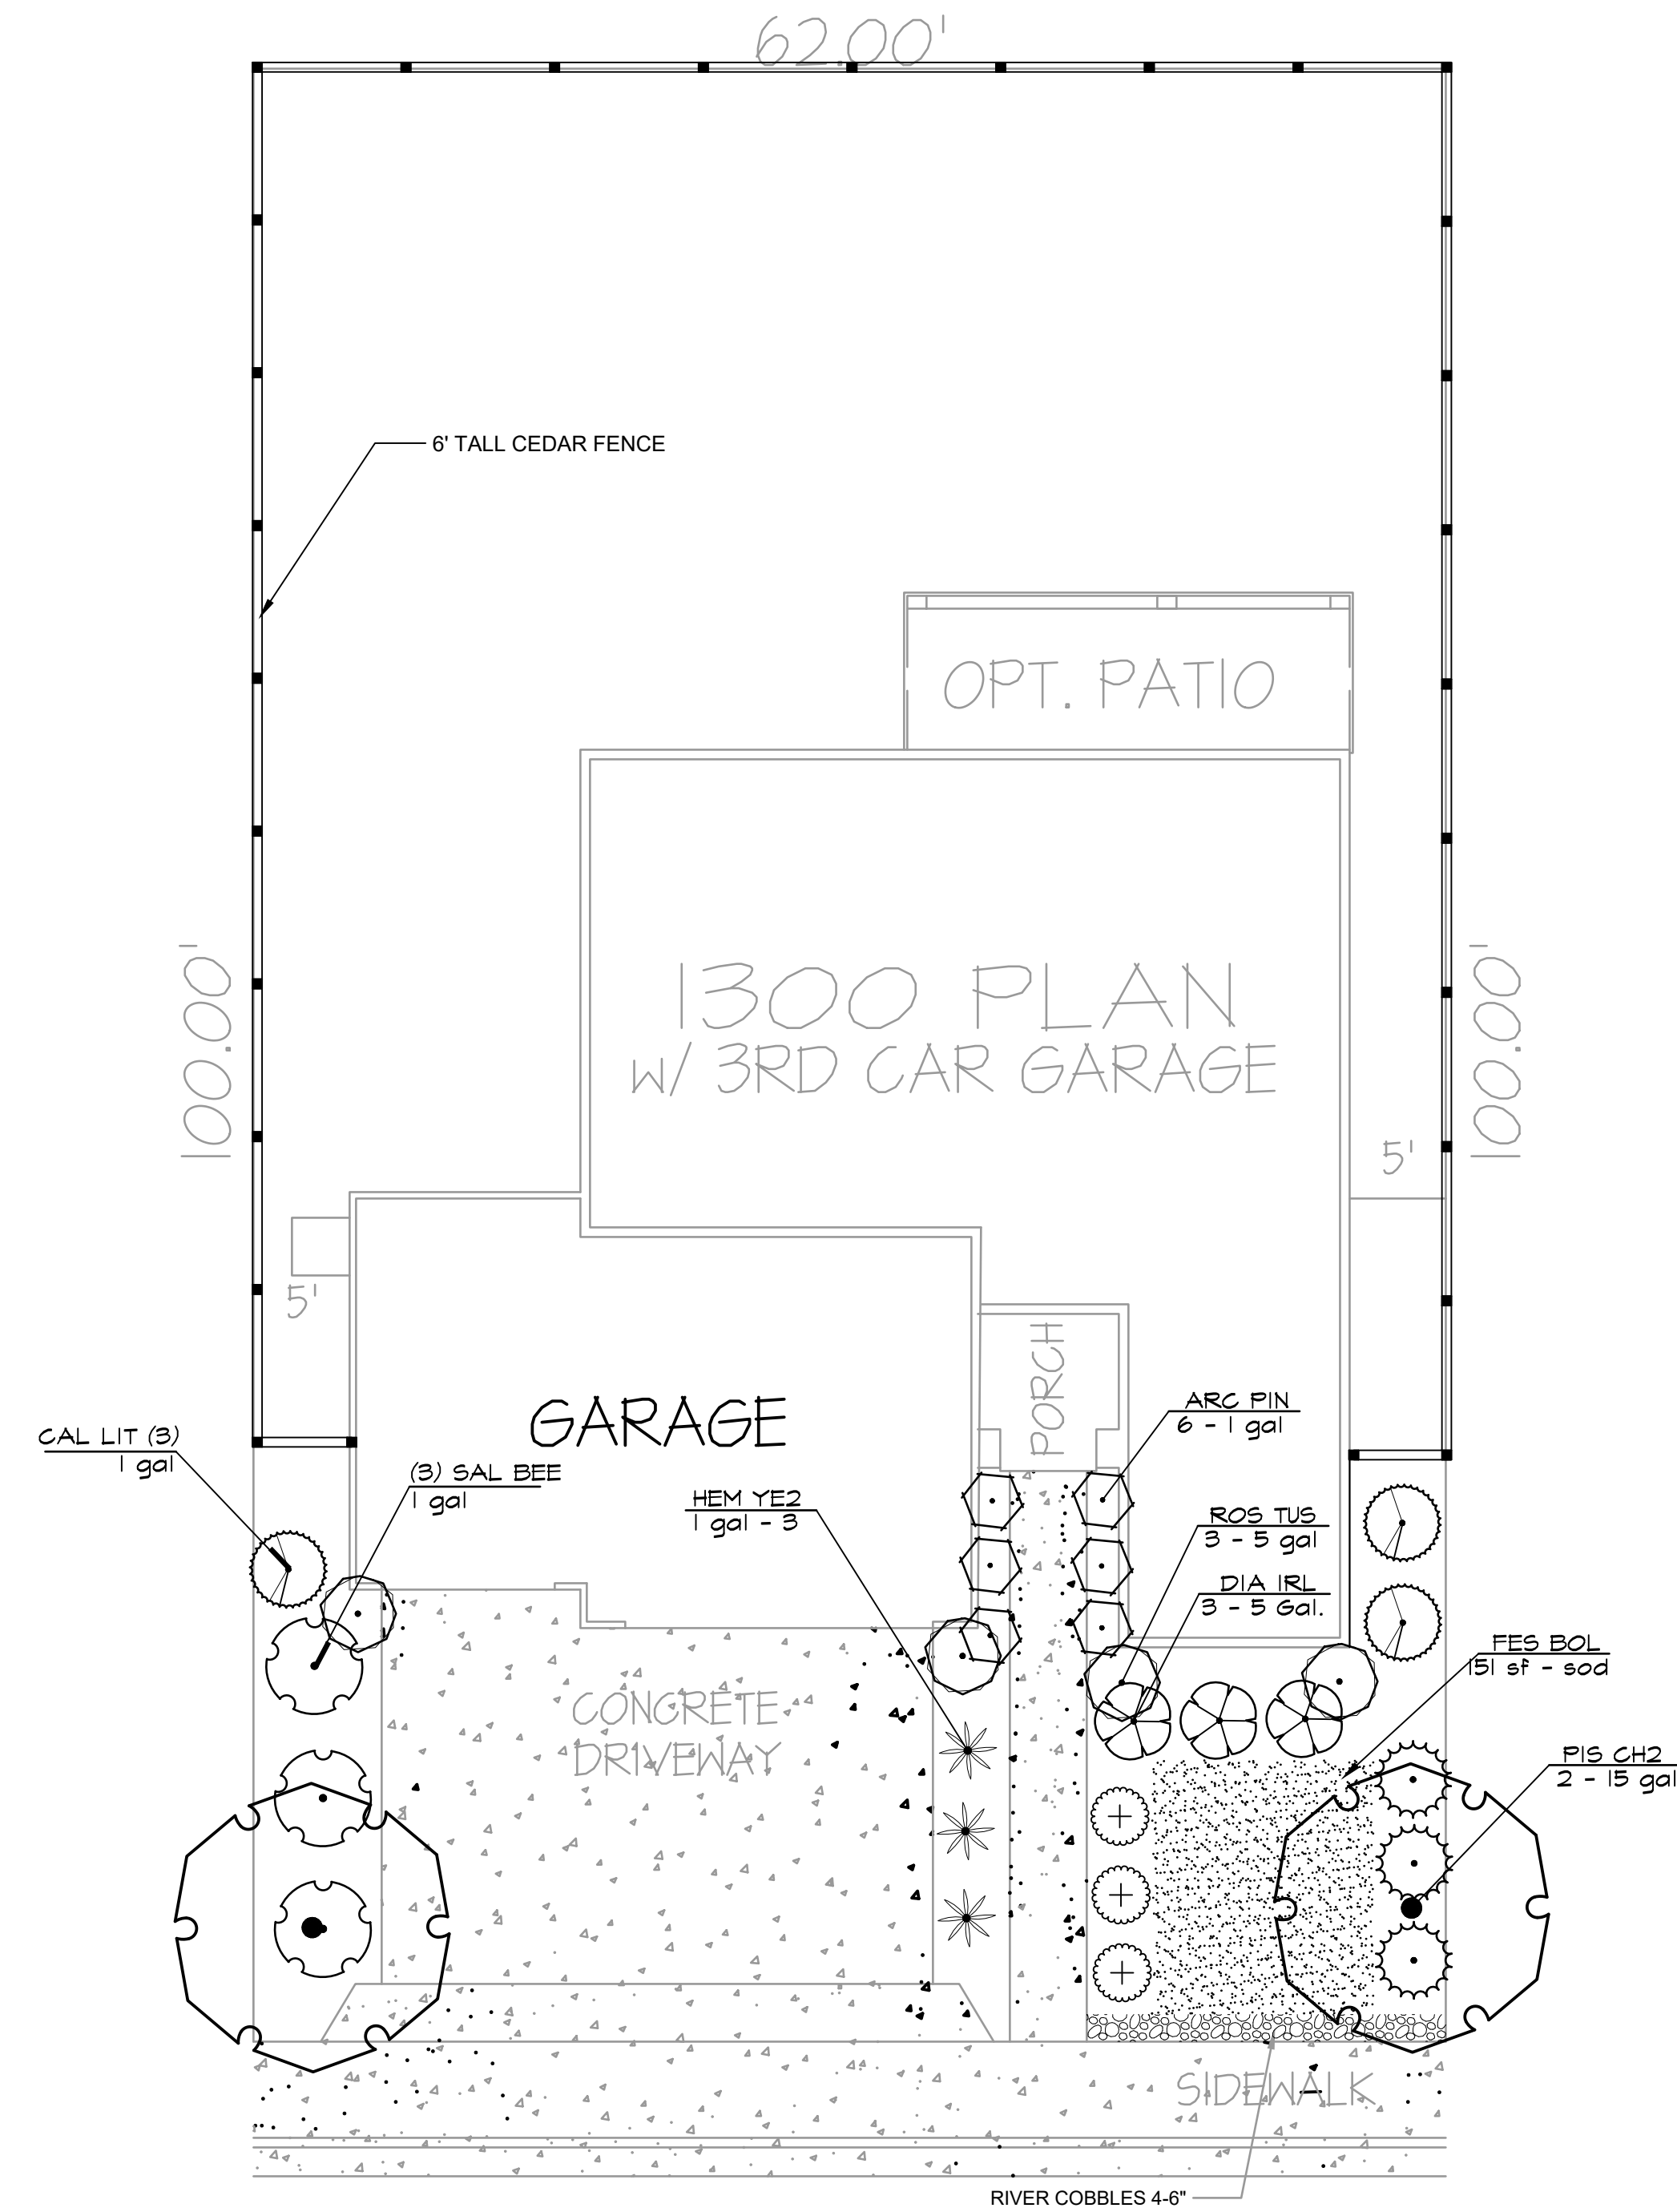 62.00'
6' TALL CEDAR FENCE
OPT. PATIO
100.00'
1300 PLAN
W/ 3RD CAR GARAGE
100.00'
5'
5'
PORCH
GARAGE
ARC PIN
6 - 1 gal
CAL LIT (3)
1 gal
(3) SAL BEE
1 gal
HEM YE2
1 gal - 3
ROS TUS
3 - 5 gal
DIA IRL
3 - 5 Gal.
FES BOL
151 sf - sod
CONCRETE
DRIVEWAY
PIS CH2
2 - 15 gal
SIDEWALK
RIVER COBBLES 4-6"